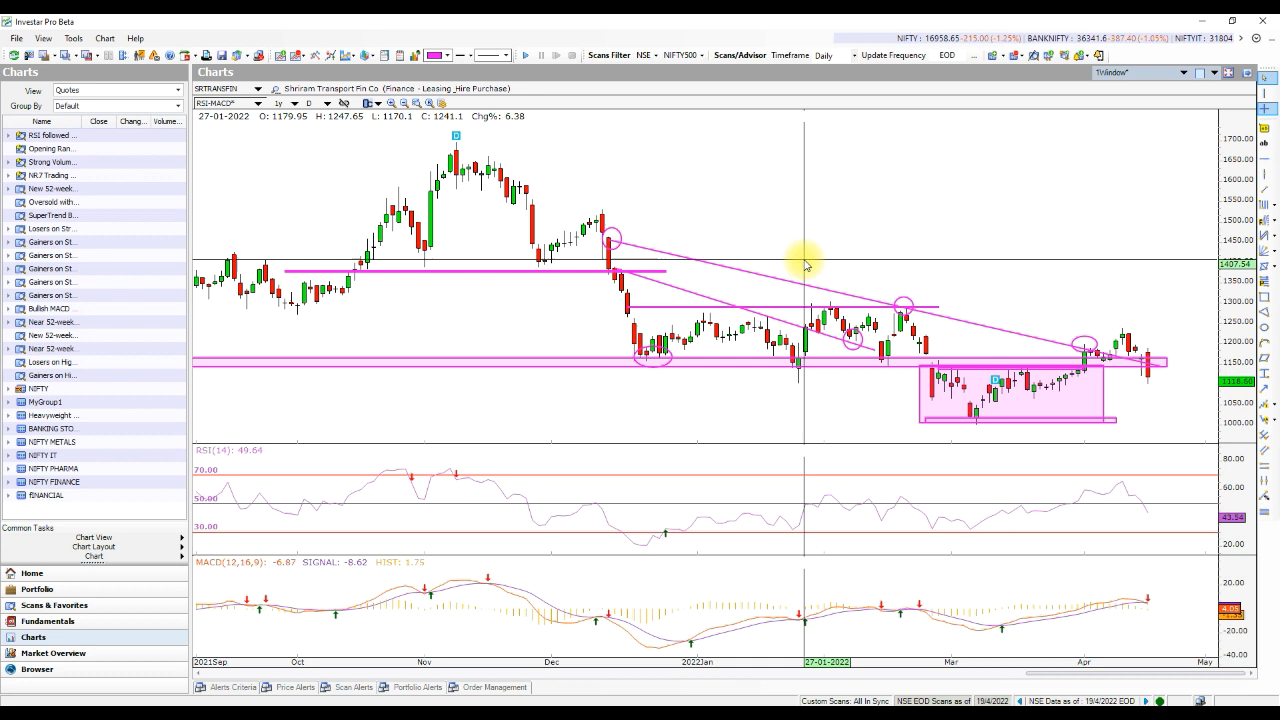 Investar Pro Beta
File View Tools Chart Help
NIFTY : 16958.65 -215.00 (-1.25%) BANKNIFTY : 36341.6 -387.40 (-1.05%) NIFTYIT : 31804
Scans Filter NSE NIFTY500 Scans/Advisor Timeframe Daily Update Frequency EOD
Charts
View Quotes
Group By Default
Name Close Chang... Volume...
RSI followed ...
Opening Ran...
Strong Volum...
NR7 Trading ...
New 52-week...
Oversold with...
SuperTrend B...
Losers on Str...
Gainers on St...
Gainers on St...
Gainers on St...
Gainers on St...
Bullish MACD ...
Near 52-week...
New 52-week...
Near 52-week...
Losers on Hig...
Gainers on Hi...
NIFTY
MyGroup1
Heavyweight ...
BANKING STO...
NIFTY METALS
NIFTY IT
NIFTY PHARMA
NIFTY FINANCE
fINANCIAL
Common Tasks
Chart View
Chart Layout
Chart
Home
Portfolio
Scans & Favorites
Fundamentals
Charts
Market Overview
Browser
Charts
1Window*
SRTRANSFIN Shriram Transport Fin Co (Finance - Leasing_Hire Purchase)
RSI-MACD* 1y D
27-01-2022 O: 1179.95 H: 1247.65 L: 1170.1 C: 1241.1 Chg%: 6.38
D
D
1700.00
1650.00
1600.00
1550.00
1500.00
1450.00
1407.54
1350.00
1300.00
1250.00
1200.00
1150.00
1118.60
1050.00
1000.00
RSI(14): 49.64
70.00
50.00
30.00
80.00
60.00
43.54
20.00
MACD(12,16,9): -6.87 SIGNAL: -8.62 HIST: 1.75
20.00
4.05
-20.00
-40.00
2021Sep Oct Nov Dec 2022Jan 27-01-2022 Mar Apr May
Alerts Criteria Price Alerts Scan Alerts Portfolio Alerts Order Management
Custom Scans: All In Sync NSE EOD Scans as of 19/4/2022 NSE Data as of : 19/4/2022 EOD